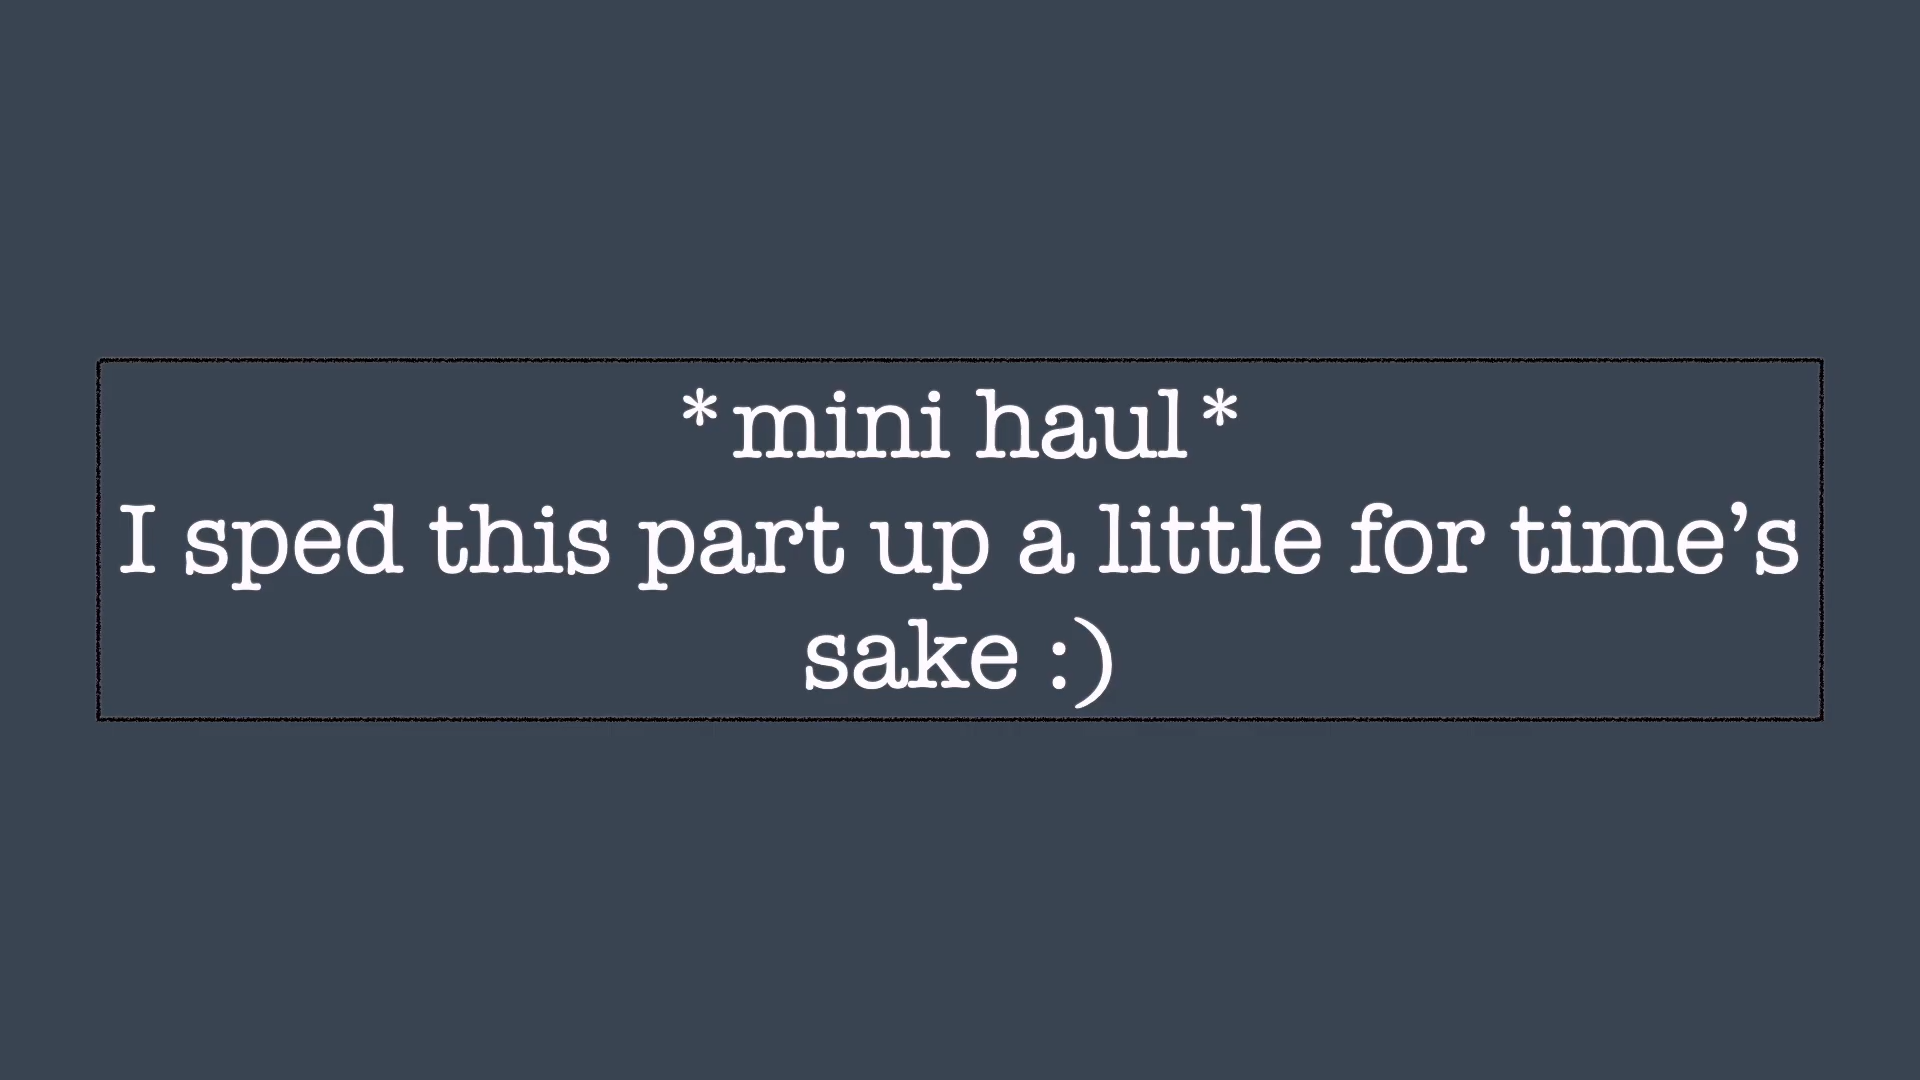 *mini haul*
I sped this part up a little for time’s
sake :)